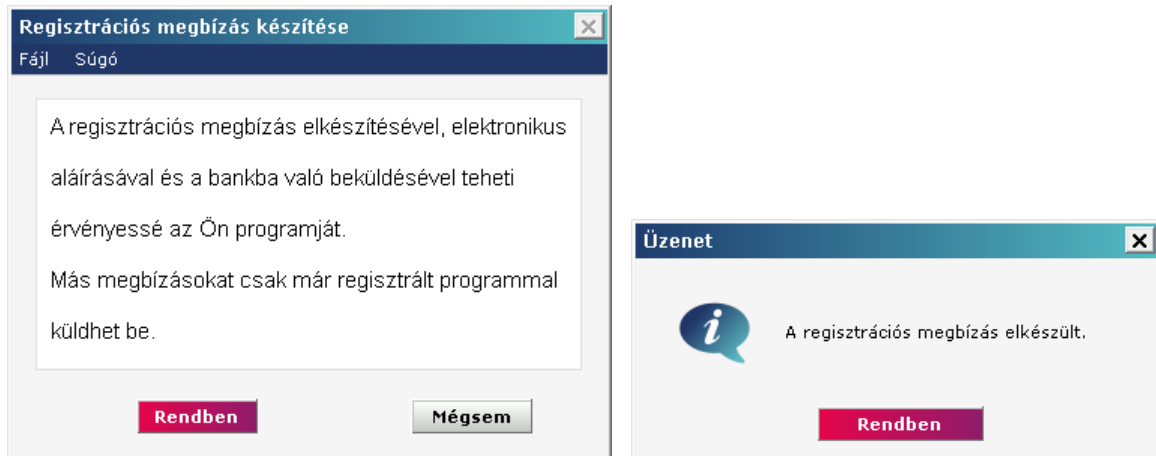 Regisztrációs megbízás készítése
Fájl Súgó
A regisztrációs megbízás elkészítésével, elektronikus
aláírásával és a bankba való beküldésével teheti
érvényessé az Ön programját.
Más megbízásokat csak már regisztrált programmal
küldhet be.
Rendben Mégsem
Üzenet
A regisztrációs megbízás elkészült.
Rendben